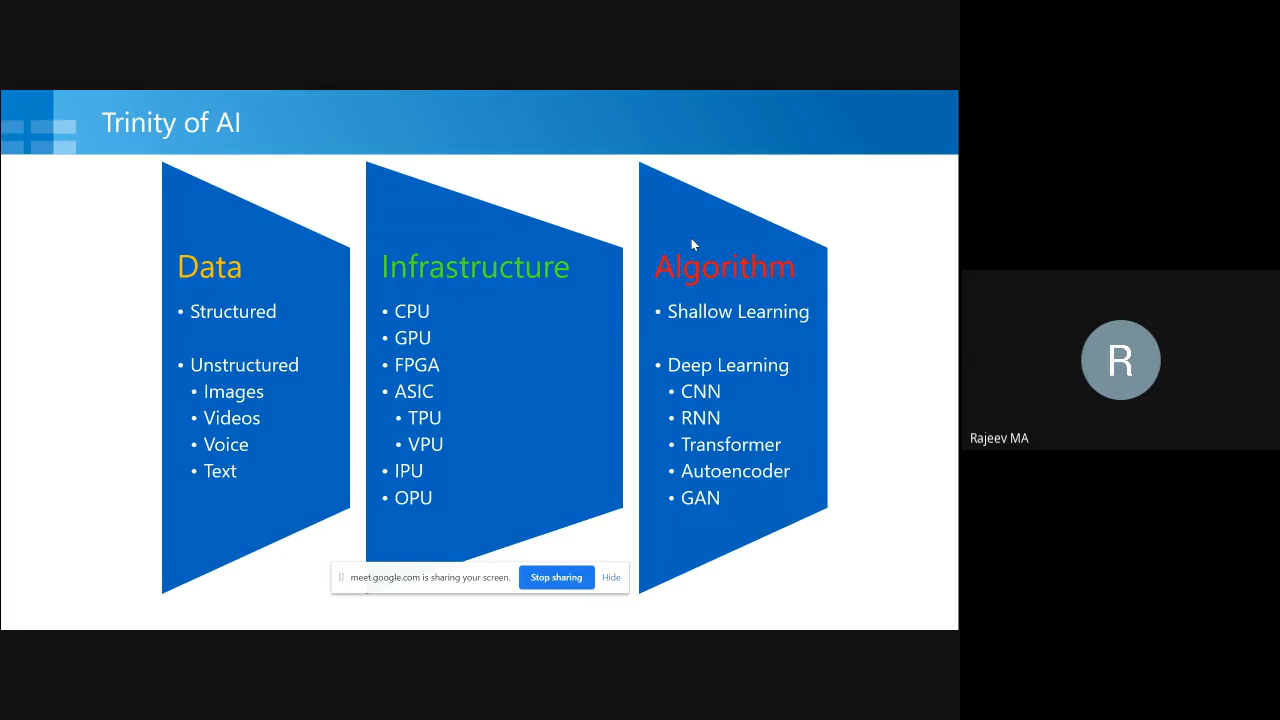 Trinity of AI
Data
• Structured
• Unstructured
• Images
• Videos
• Voice
• Text
Infrastructure
• CPU
• GPU
• FPGA
• ASIC
• TPU
• VPU
• IPU
• OPU
Algorithm
• Shallow Learning
• Deep Learning
• CNN
• RNN
• Transformer
• Autoencoder
• GAN
meet.google.com is sharing your screen. Stop sharing Hide
R
Rajeev MA